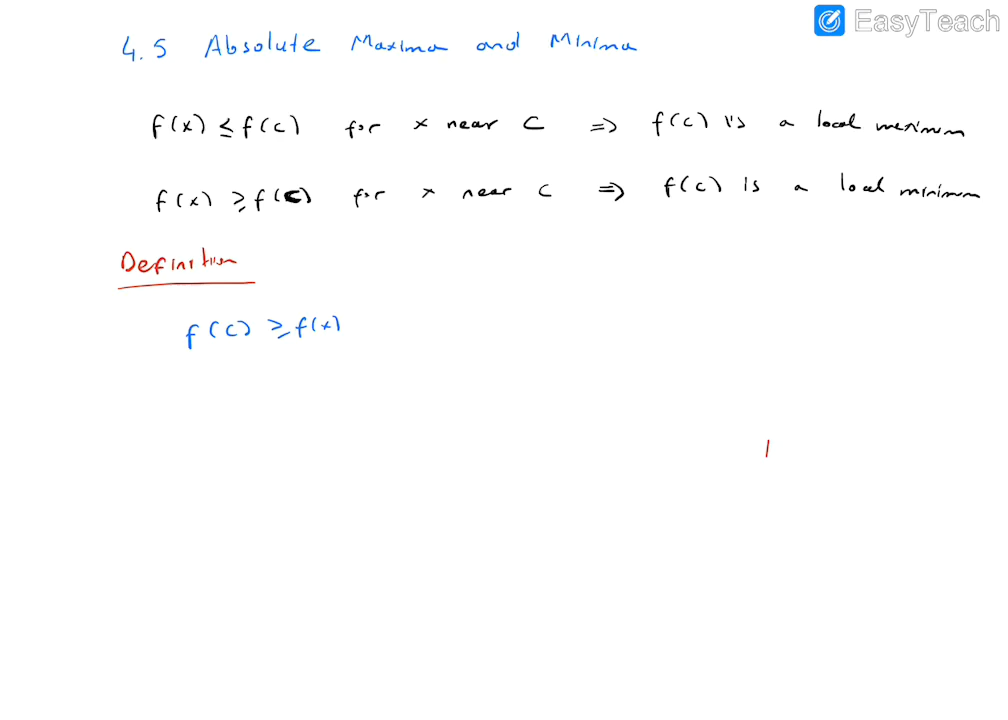 EasyTeach
4.5 Absolute Maxima and Minima
f(x) ≤ f(c) for x near c ⇒ f(c) is a local maximum
f(x) ≥ f(c) for x near c ⇒ f(c) is a local minimum
Definition
f(c) ≥ f(x)